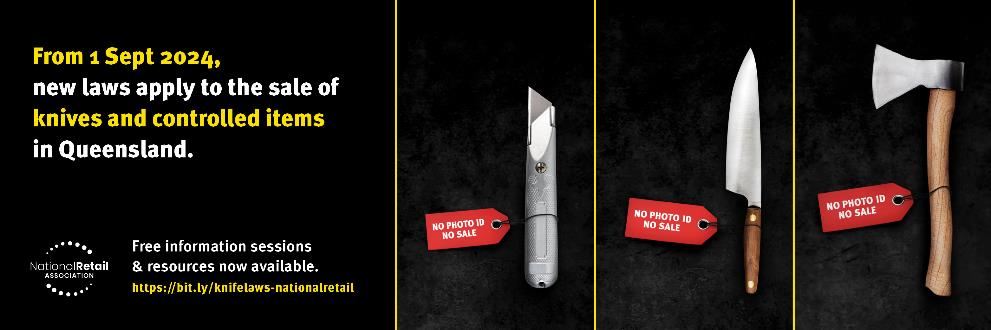 From 1 Sept 2024,
new laws apply to the sale of
knives and controlled items
in Queensland.
NationalRetail
ASSOCIATION
Free information sessions
& resources now available.
https://bit.ly/knifelaws-nationalretail
NO PHOTO ID
NO SALE
NO PHOTO ID
NO SALE
NO PHOTO ID
NO SALE